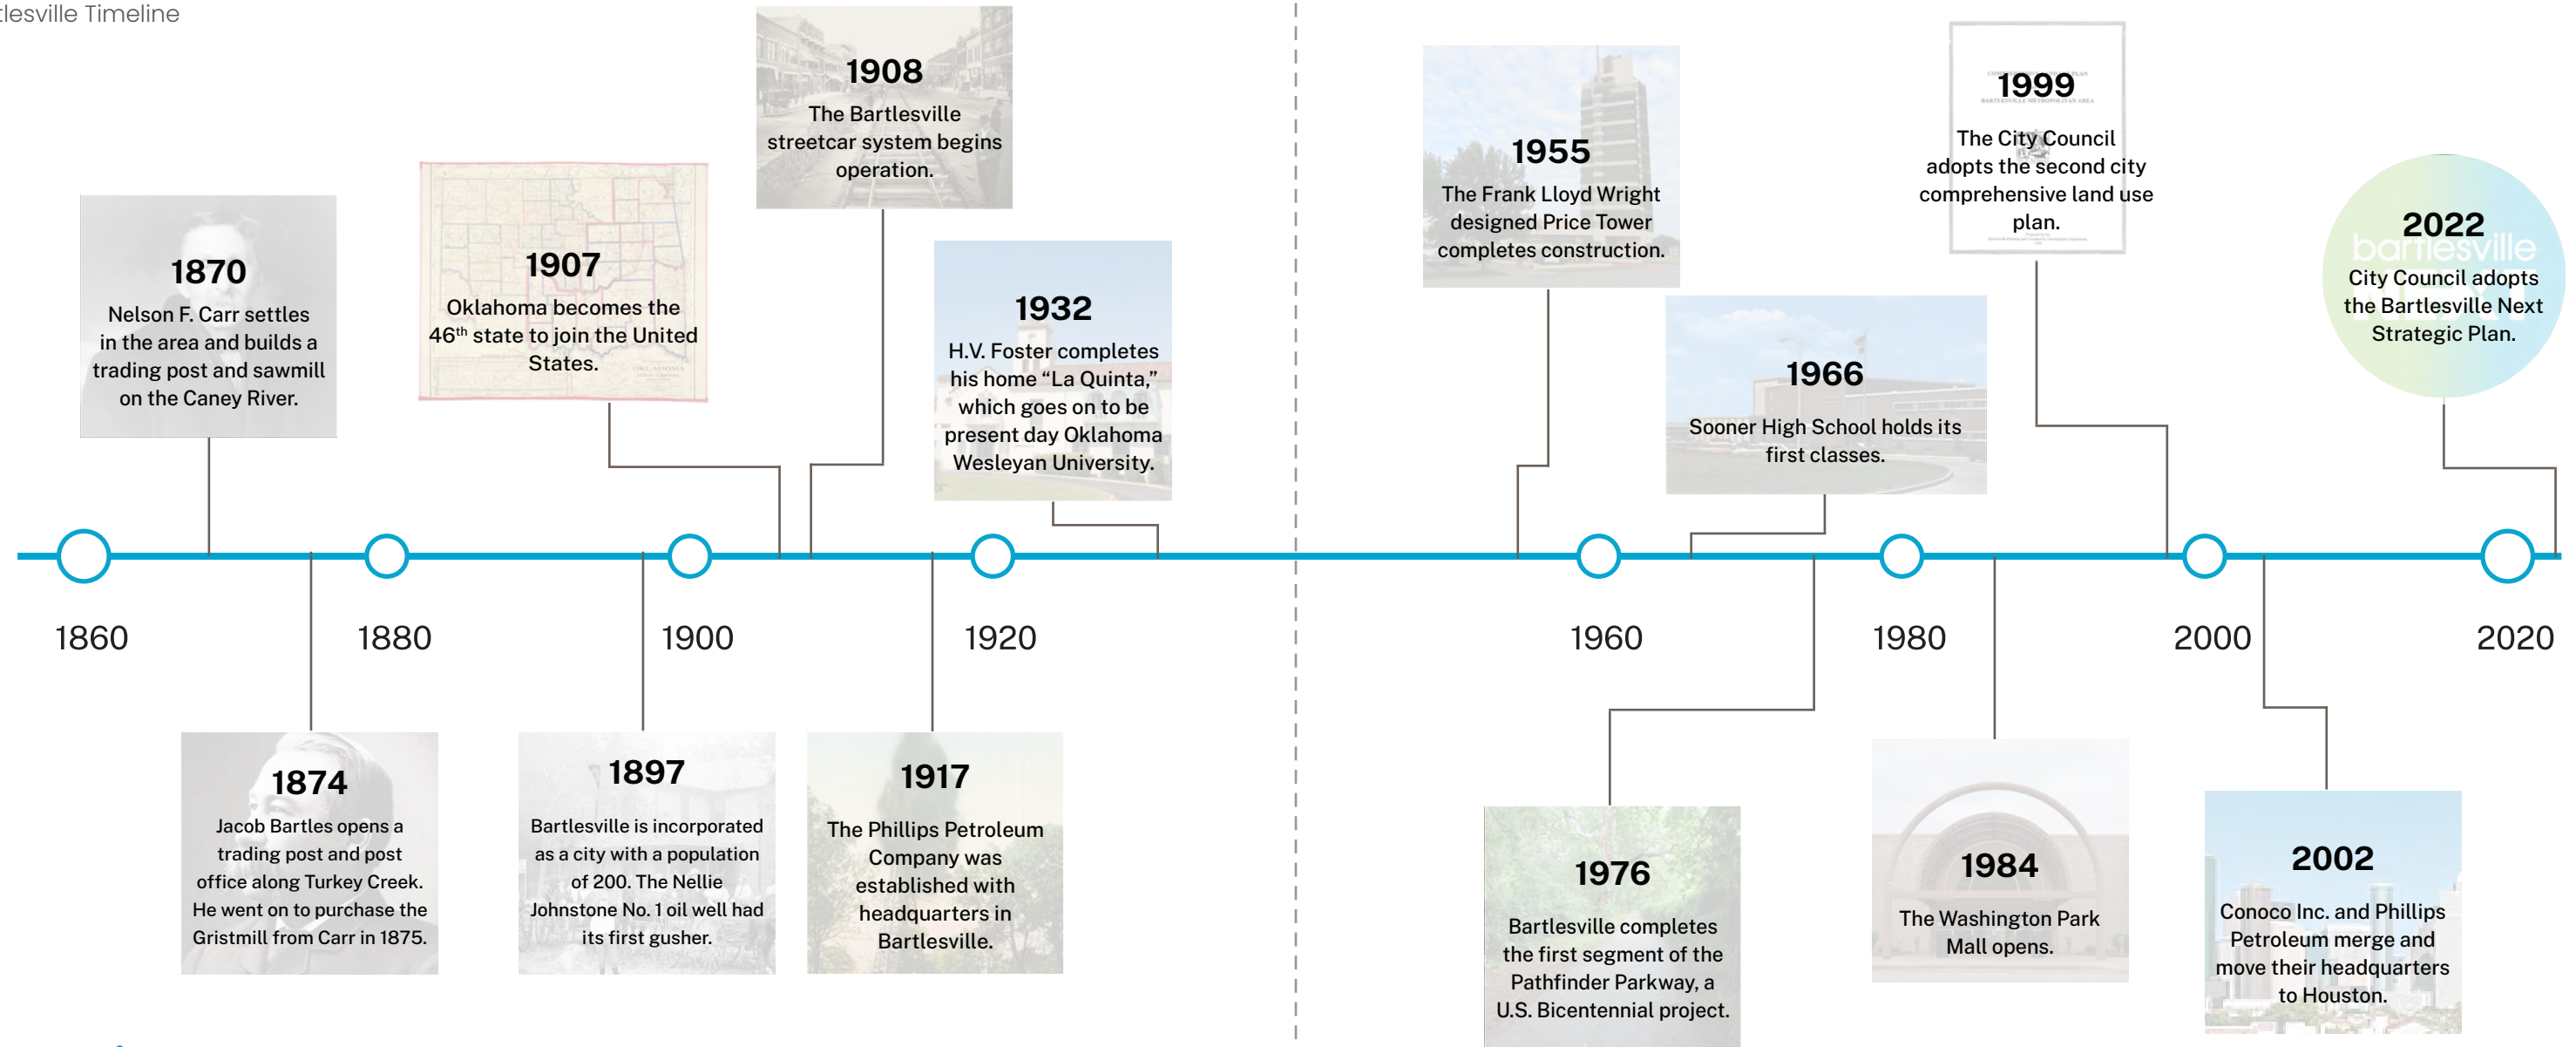 tlesville Timeline
1870
Nelson F. Carr settles
in the area and builds a
trading post and sawmill
on the Caney River.
1907
Oklahoma becomes the
46th state to join the United
States.
OKLAHOMA
1908
The Bartlesville
streetcar system begins
operation.
1932
H.V. Foster completes
his home “La Quinta,”
which goes on to be
present day Oklahoma
Wesleyan University.
1955
The Frank Lloyd Wright
designed Price Tower
completes construction.
1966
Sooner High School holds its
first classes.
1999
BARTLESVILLE METROPOLITAN AREA
The City Council
adopts the second city
comprehensive land use
plan.
2022
bartlesville
NEXT
City Council adopts
the Bartlesville Next
Strategic Plan.
1860
1880
1900
1920
1960
1980
2000
2020
1874
Jacob Bartles opens a
trading post and post
office along Turkey Creek.
He went on to purchase the
Gristmill from Carr in 1875.
1897
Bartlesville is incorporated
as a city with a population
of 200. The Nellie
Johnstone No. 1 oil well had
its first gusher.
1917
The Phillips Petroleum
Company was
established with
headquarters in
Bartlesville.
1976
Bartlesville completes
the first segment of the
Pathfinder Parkway, a
U.S. Bicentennial project.
1984
The Washington Park
Mall opens.
2002
Conoco Inc. and Phillips
Petroleum merge and
move their headquarters
to Houston.